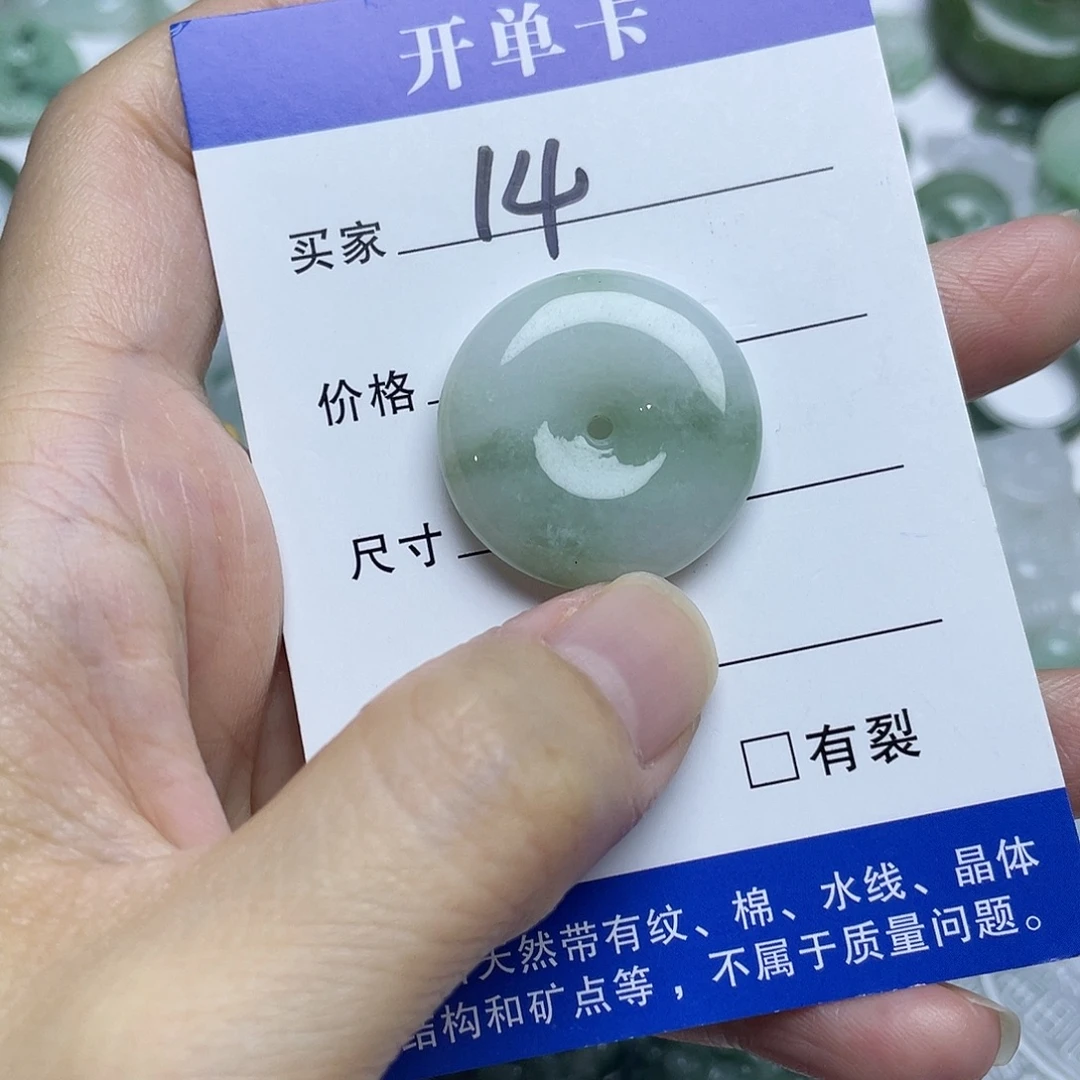 开单卡
买家 14
价格
尺寸
有裂
天然带有纹、棉、水线、晶体
结构和矿点等，不属于质量问题。